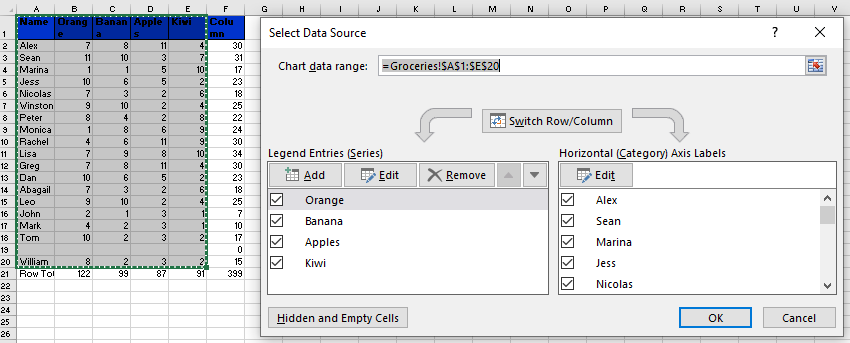 A B C D E F G H I J K L M N O P Q R S T U V
1 Name Orange Banana Apples Kiwi Column
2 Alex 7 8 11 4 30
3 Sean 11 10 3 7 31
4 Marina 1 1 5 10 17
5 Jess 10 6 5 2 23
6 Nicolas 7 3 2 6 18
7 Winston 9 10 2 4 25
8 Peter 8 4 2 8 22
9 Monica 1 8 6 9 24
10 Rachel 4 6 11 9 30
11 Lisa 7 9 8 10 34
12 Greg 7 8 11 4 30
13 Dan 10 6 5 2 23
14 Abagail 7 3 2 6 18
15 Leo 9 10 2 4 25
16 John 2 1 3 1 7
17 Mark 4 2 3 1 10
18 Tom 10 2 3 2 17
19 0
20 William 8 2 3 2 15
21 Row To 122 99 87 91 399
22
23
24
25
26
Select Data Source
Chart data range: =Groceries!$A$1:$E$20
Switch Row/Column
Legend Entries (Series)
Add Edit Remove
Orange
Banana
Apples
Kiwi
Horizontal (Category) Axis Labels
Edit
Alex
Sean
Marina
Jess
Nicolas
Hidden and Empty Cells
OK Cancel